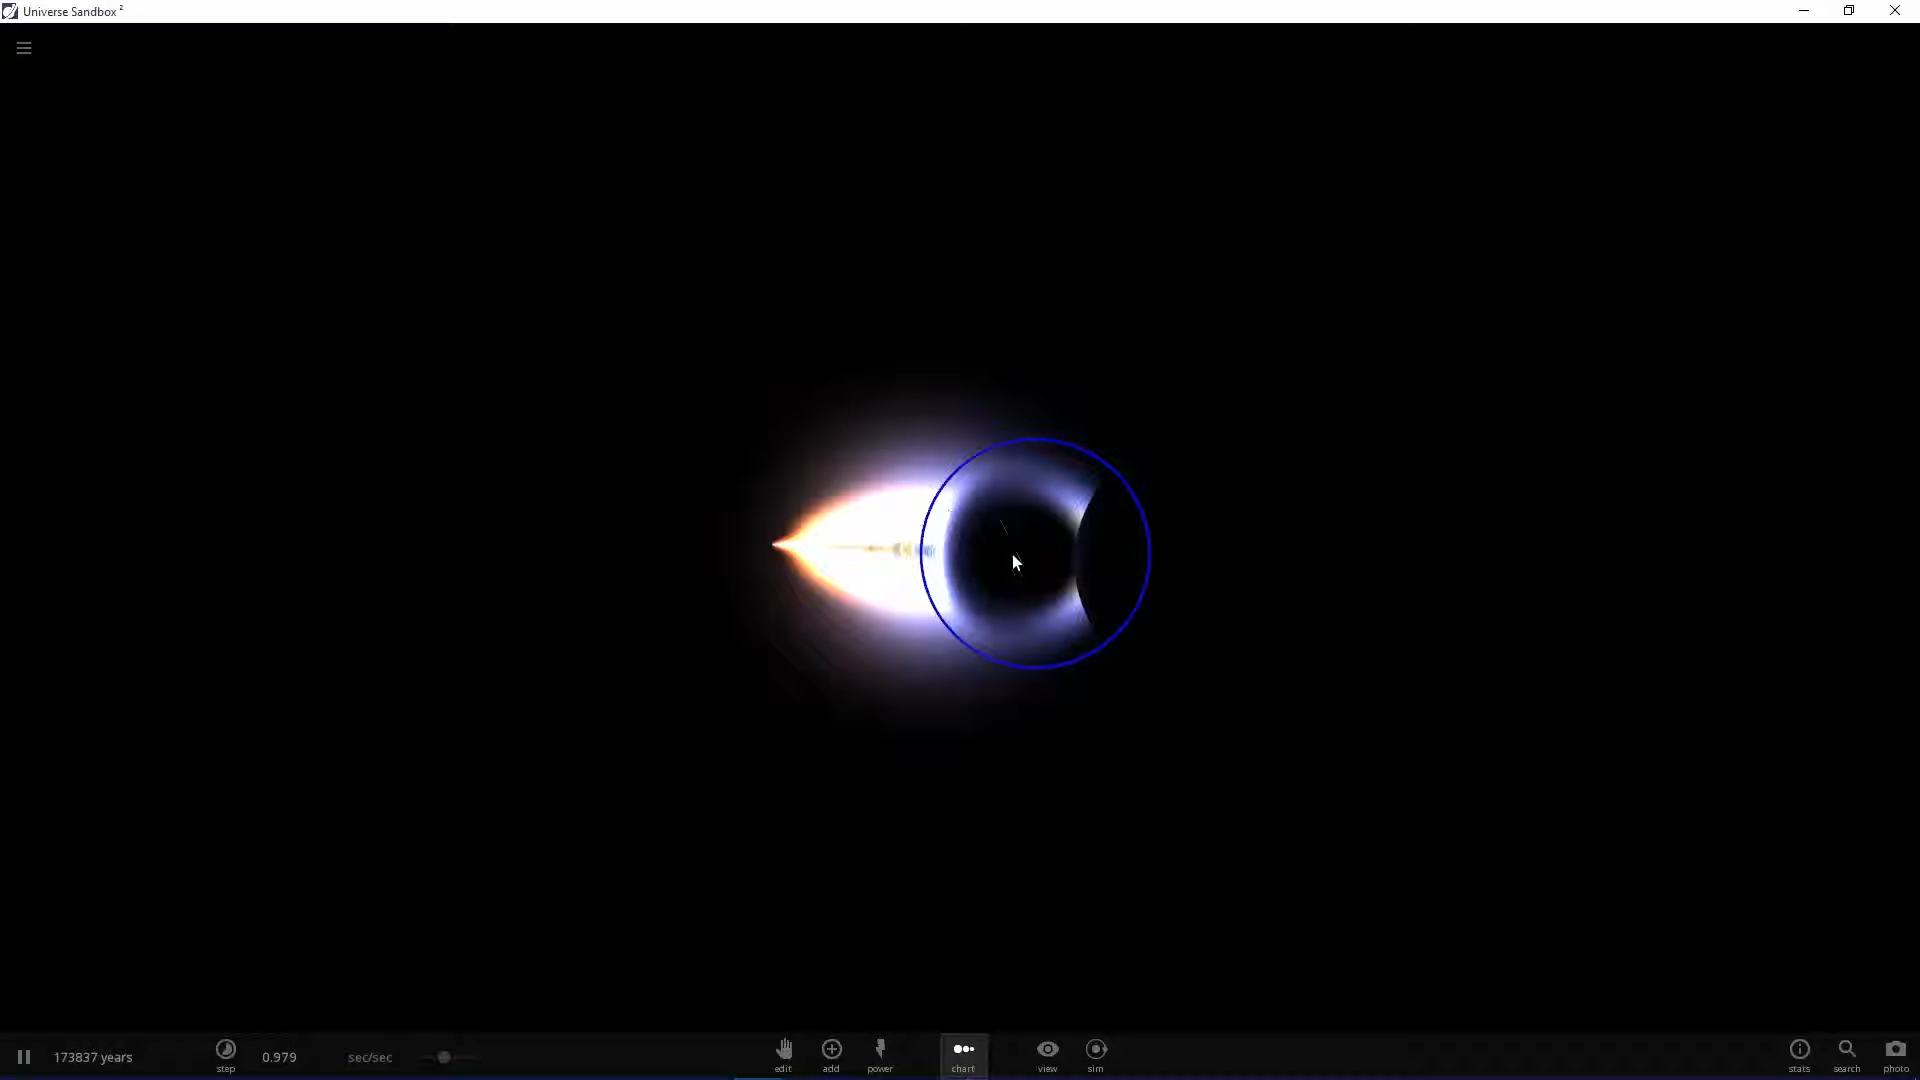 Universe Sandbox ²
173837 years
step
0.979
sec/sec
edit
add
power
chart
view
sim
stats
search
photo